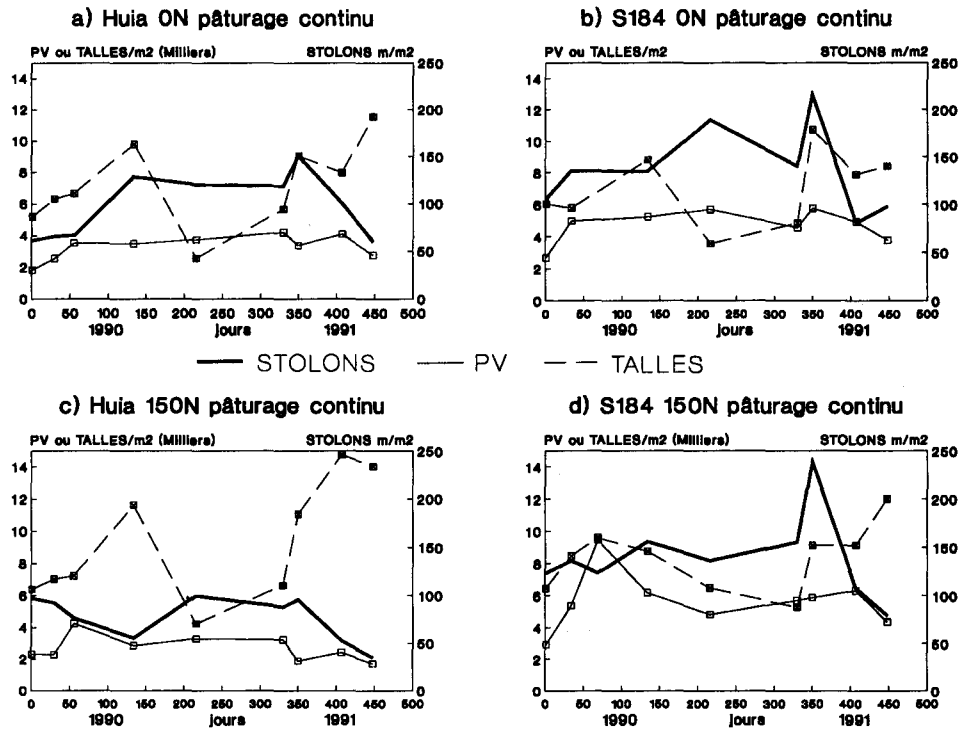 a) Huia 0N pâturage continu
PV ou TALLES/m2 (Milliers) STOLONS m/m2
14 12 10 8 6 4 2 0
250 200 150 100 50 0
0 50 100 150 200 250 300 350 400 450 500
1990 jours 1991
b) S184 0N pâturage continu
PV ou TALLES/m2 STOLONS m/m2
14 12 10 8 6 4 2 0
250 200 150 100 50 0
0 50 100 150 200 250 300 350 400 450 500
1990 jours 1991
STOLONS PV TALLES
c) Huia 150N pâturage continu
PV ou TALLES/m2 (Milliers) STOLONS m/m2
14 12 10 8 6 4 2 0
250 200 150 100 50 0
0 50 100 150 200 250 300 350 400 450 500
1990 jours 1991
d) S184 150N pâturage continu
PV ou TALLES/m2 (Milliers) STOLONS m/m2
14 12 10 8 6 4 2 0
250 200 150 100 50 0
0 50 100 150 200 250 300 350 400 450 500
1990 jours 1991